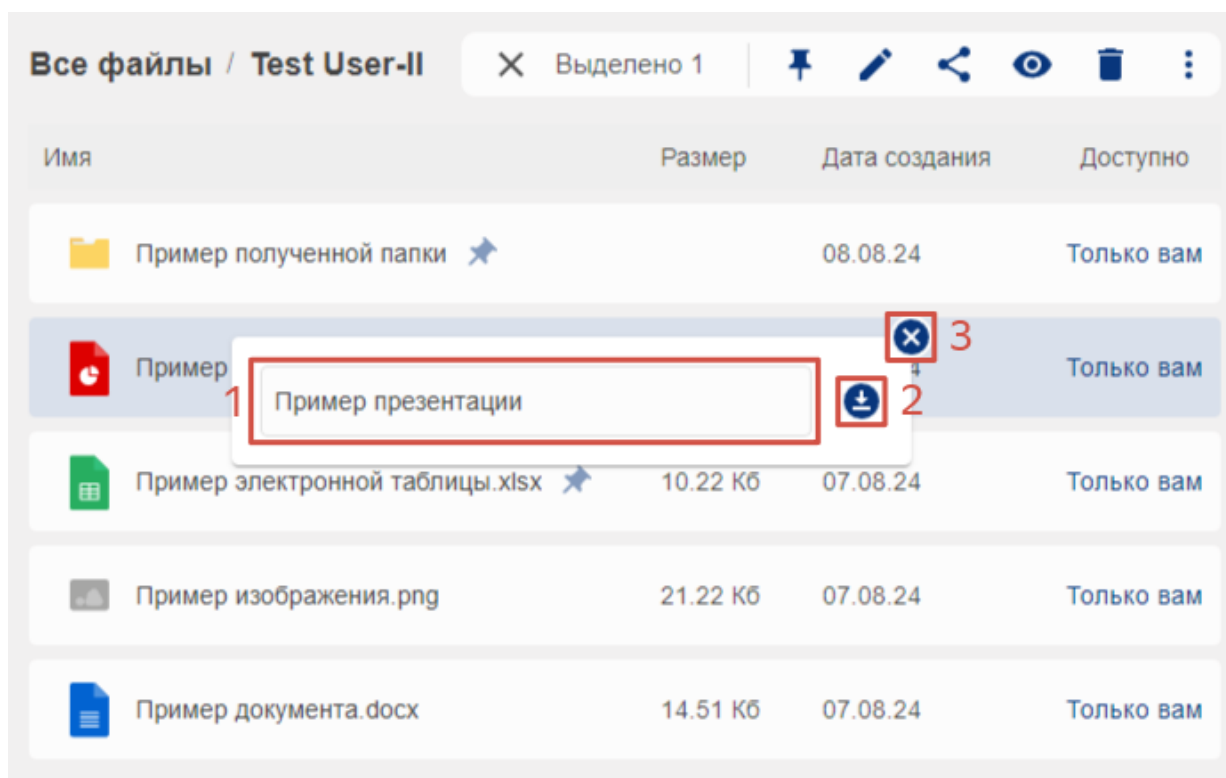 Все файлы / Test User-II Выделено 1
Имя Размер Дата создания Доступно
Пример полученной папки 08.08.24 Только вам
3
Пример 4 Только вам
1 Пример презентации 2
Пример электронной таблицы.xlsx 10.22 Кб 07.08.24 Только вам
Пример изображения.png 21.22 Кб 07.08.24 Только вам
Пример документа.docx 14.51 Кб 07.08.24 Только вам